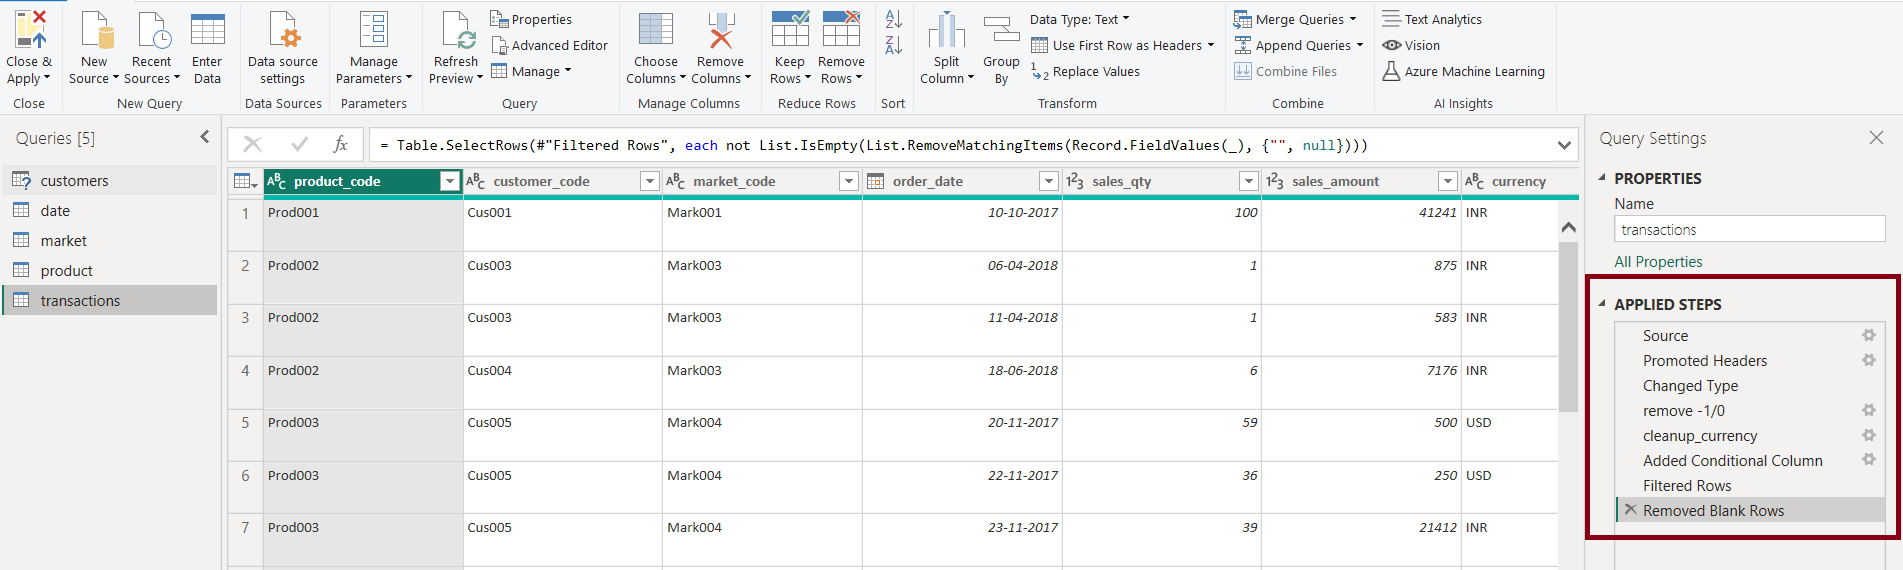 Close & Apply
New Source
Recent Sources
Enter Data
Data source settings
Manage Parameters
Refresh Preview
Properties
Advanced Editor
Manage
Choose Columns
Remove Columns
Keep Rows
Remove Rows
A Z
Z A
Split Column
Group By
Data Type: Text
Use First Row as Headers
1 2 Replace Values
Merge Queries
Append Queries
Combine Files
Text Analytics
Vision
Azure Machine Learning
Close
New Query
Data Sources
Parameters
Query
Manage Columns
Reduce Rows
Sort
Transform
Combine
AI Insights
Queries [5]
customers
date
market
product
transactions
fx
= Table.SelectRows(#"Filtered Rows", each not List.IsEmpty(List.RemoveMatchingItems(Record.FieldValues(_), {"", null})))
ABC product_code ABC customer_code ABC market_code order_date 123 sales_qty 123 sales_amount ABC currency
1 Prod001 Cus001 Mark001 10-10-2017 100 41241 INR
2 Prod002 Cus003 Mark003 06-04-2018 1 875 INR
3 Prod002 Cus003 Mark003 11-04-2018 1 583 INR
4 Prod002 Cus004 Mark003 18-06-2018 6 7176 INR
5 Prod003 Cus005 Mark004 20-11-2017 59 500 USD
6 Prod003 Cus005 Mark004 22-11-2017 36 250 USD
7 Prod003 Cus005 Mark004 23-11-2017 39 21412 INR
Query Settings
PROPERTIES
Name
transactions
All Properties
APPLIED STEPS
Source
Promoted Headers
Changed Type
remove -1/0
cleanup_currency
Added Conditional Column
Filtered Rows
Removed Blank Rows